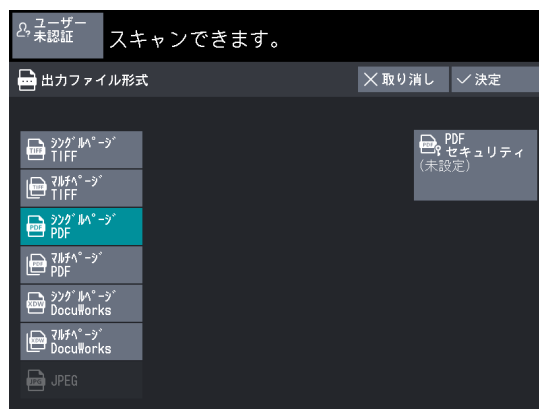 ユーザー
未認証
スキャンできます。
出力ファイル形式
取り消し
決定
ｼﾝｸﾞﾙﾍﾟｰｼﾞ
TIFF
ﾏﾙﾁﾍﾟｰｼﾞ
TIFF
ｼﾝｸﾞﾙﾍﾟｰｼﾞ
PDF
ﾏﾙﾁﾍﾟｰｼﾞ
PDF
ｼﾝｸﾞﾙﾍﾟｰｼﾞ
DocuWorks
ﾏﾙﾁﾍﾟｰｼﾞ
DocuWorks
JPEG
PDF
セキュリティ
(未設定)